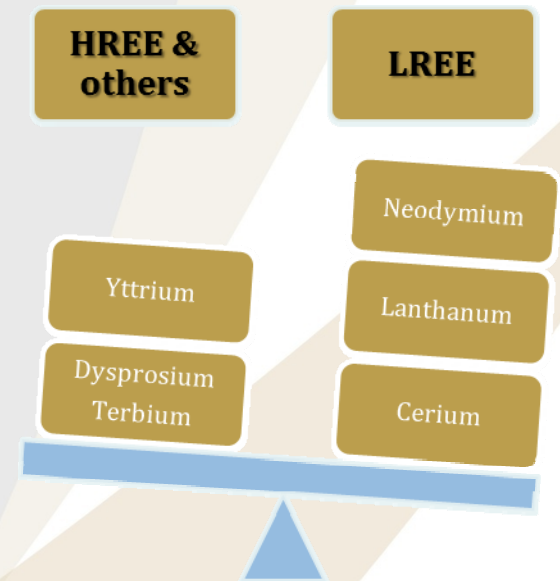 HREE &
others
LREE
Neodymium
Yttrium
Lanthanum
Dysprosium
Terbium
Cerium